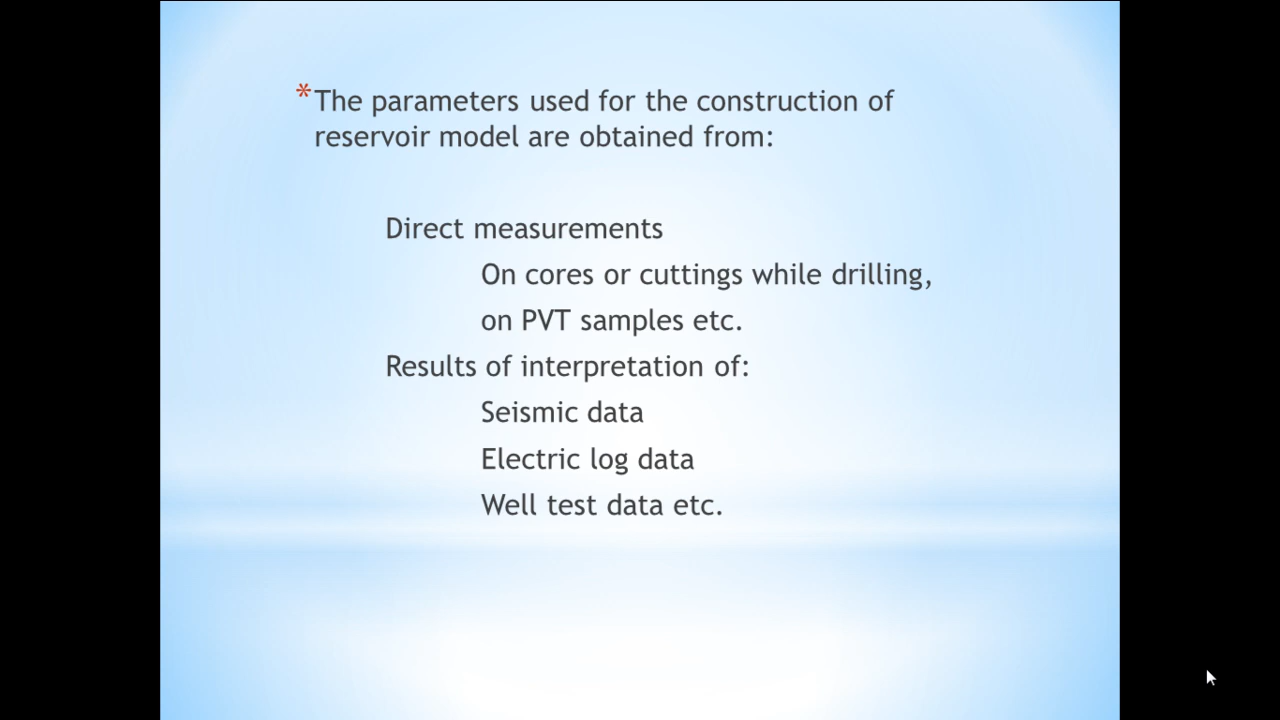 *The parameters used for the construction of
reservoir model are obtained from:
Direct measurements
On cores or cuttings while drilling,
on PVT samples etc.
Results of interpretation of:
Seismic data
Electric log data
Well test data etc.